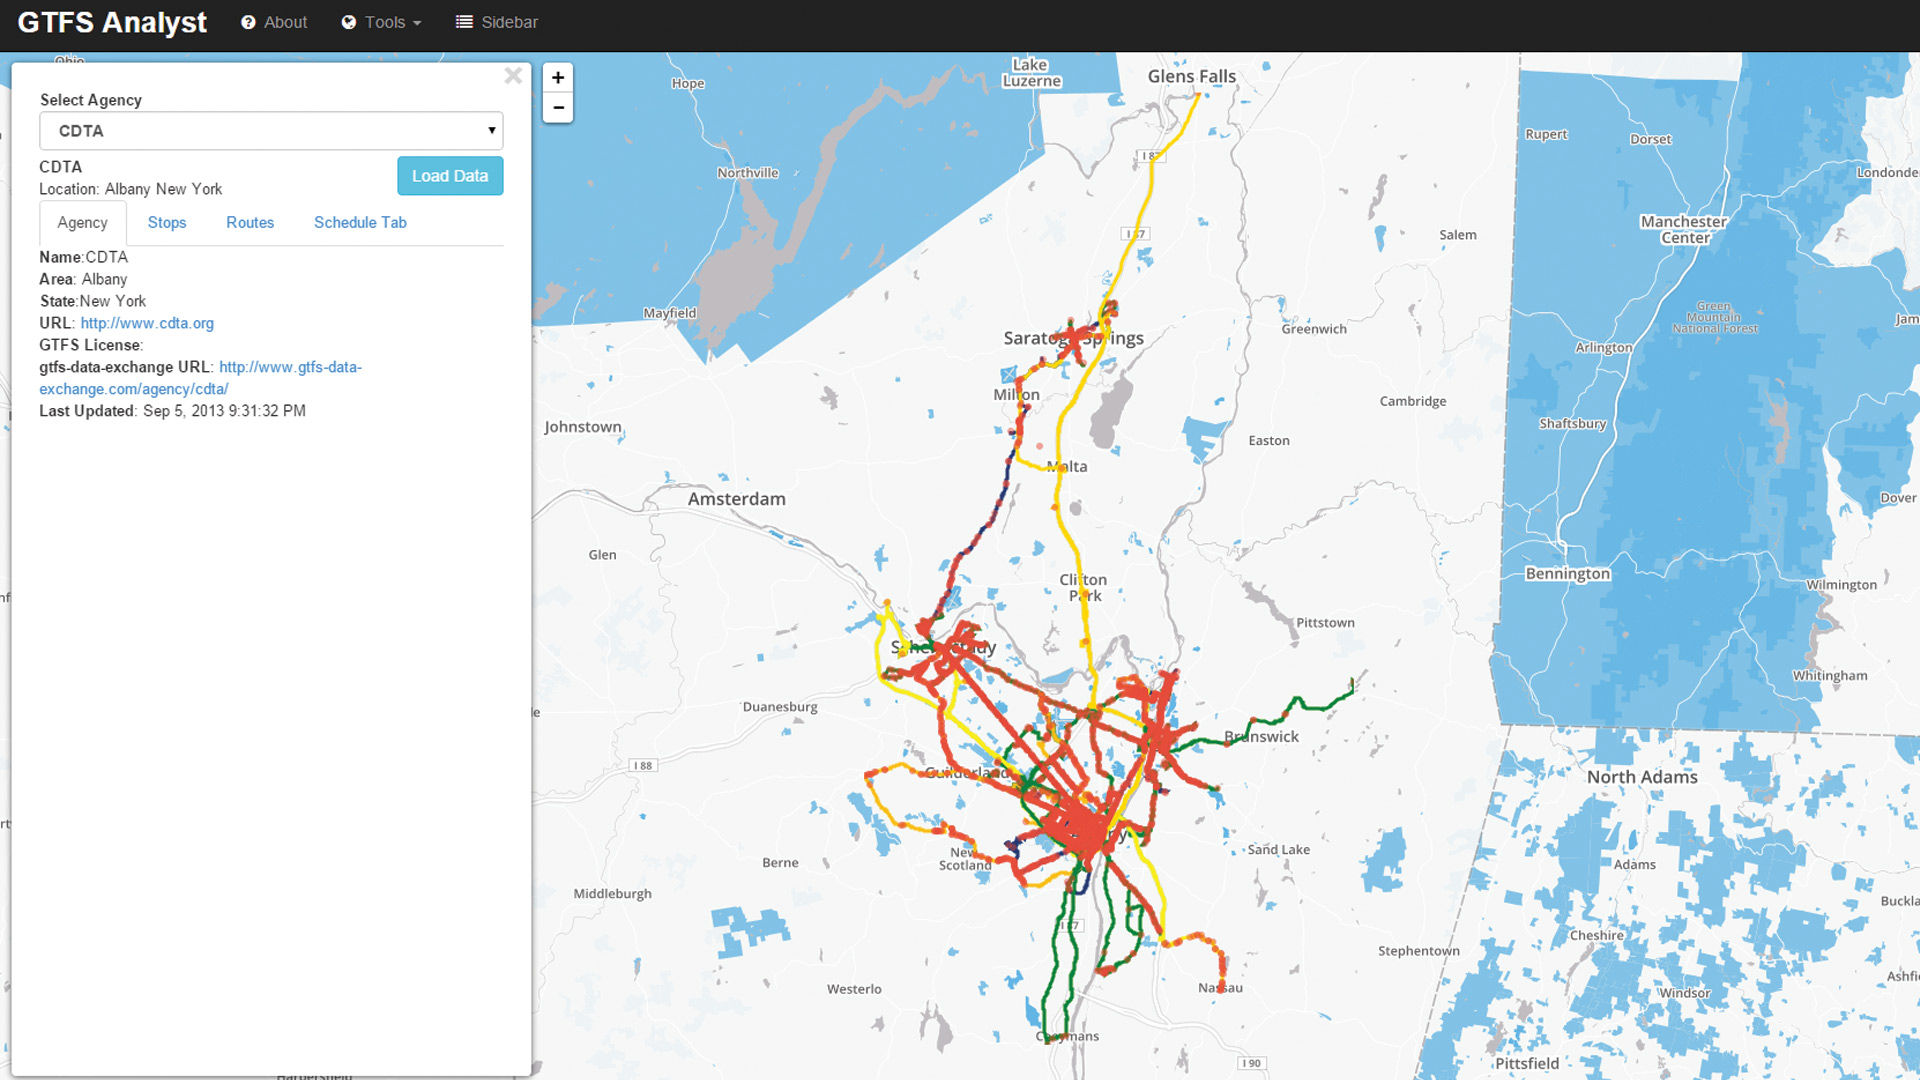 GTFS Analyst
About
Tools
Sidebar
Select Agency
CDTA
CDTA
Location: Albany New York
Load Data
Agency
Stops
Routes
Schedule Tab
Name:CDTA
Area: Albany
State:New York
URL: http://www.cdta.org
GTFS License:
gtfs-data-exchange URL: http://www.gtfs-data-
exchange.com/agency/cdta/
Last Updated: Sep 5, 2013 9:31:32 PM
+
−
Hope
Lake
Luzerne
Glens Falls
Rupert
Dorset
Northville
I 87
Londonde
Manchester
Center
I 87
Salem
Mayfield
Green
Mountain
National Forest
Jam
Saratoga Springs
Greenwich
Arlington
Milton
Cambridge
Johnstown
Easton
Shaftsbury
Malta
Amsterdam
Dover
Glen
Clifton
Park
Bennington
Wilmington
Pittstown
Schenectady
Whitingham
Duanesburg
Brunswick
I 88
Guilderland
North Adams
New
Scotland
Berne
Sand Lake
Adams
Middleburgh
Buckla
I 87
Cheshire
Stephentown
Westerlo
Nassau
Windsor
Ashfi
Coeymans
I 90
Pittsfield